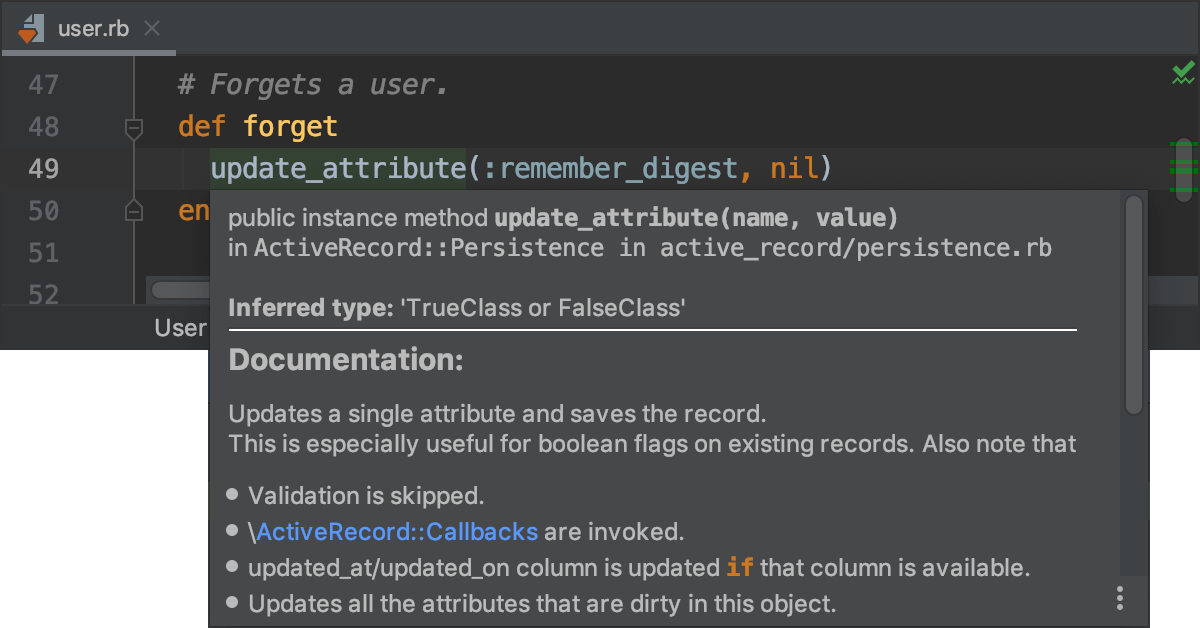 user.rb
47 # Forgets a user.
48 def forget
49 update_attribute(:remember_digest, nil)
50 en
51
52
User
public instance method update_attribute(name, value)
in ActiveRecord::Persistence in active_record/persistence.rb
Inferred type: 'TrueClass or FalseClass'
Documentation:
Updates a single attribute and saves the record.
This is especially useful for boolean flags on existing records. Also note that
● Validation is skipped.
● \ActiveRecord::Callbacks are invoked.
● updated_at/updated_on column is updated if that column is available.
● Updates all the attributes that are dirty in this object.